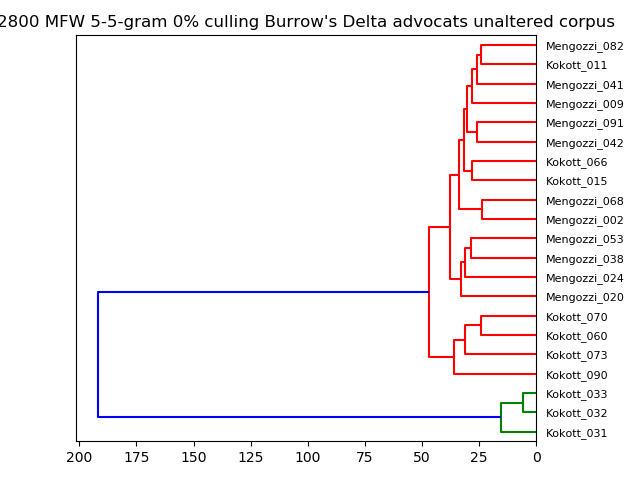 2800 MFW 5-5-gram 0% culling Burrow's Delta advocats unaltered corpus
Mengozzi_082
Kokott_011
Mengozzi_041
Mengozzi_009
Mengozzi_091
Mengozzi_042
Kokott_066
Kokott_015
Mengozzi_068
Mengozzi_002
Mengozzi_053
Mengozzi_038
Mengozzi_024
Mengozzi_020
Kokott_070
Kokott_060
Kokott_073
Kokott_090
Kokott_033
Kokott_032
Kokott_031
200 175 150 125 100 75 50 25 0